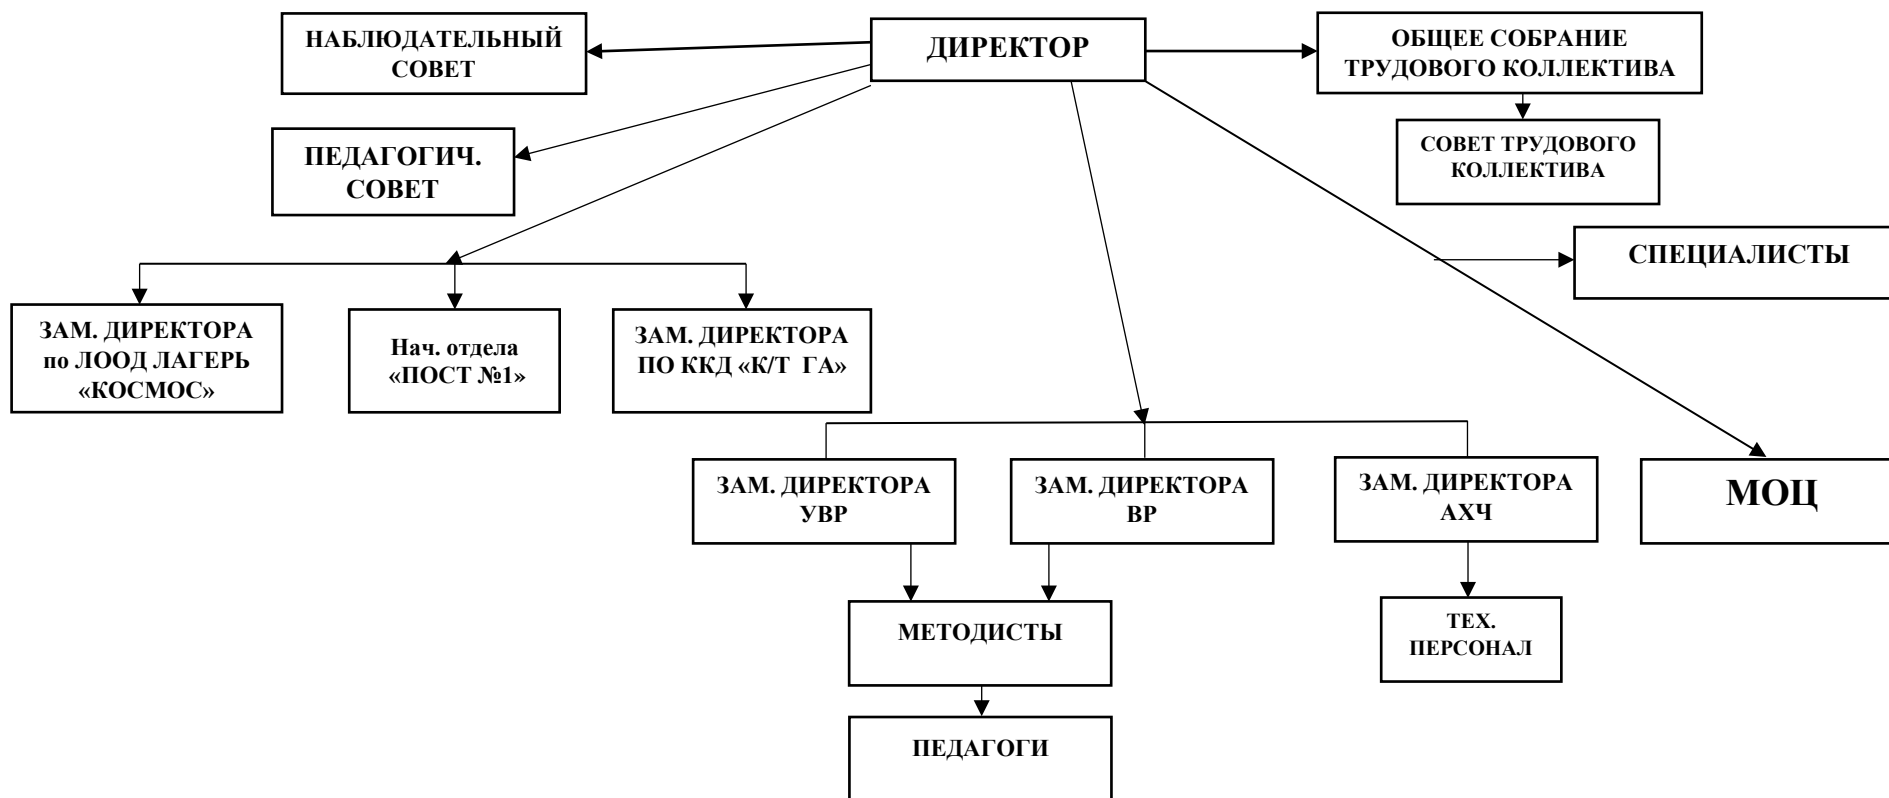 НАБЛЮДАТЕЛЬНЫЙ
СОВЕТ
ДИРЕКТОР
ОБЩЕЕ СОБРАНИЕ
ТРУДОВОГО КОЛЛЕКТИВА
ПЕДАГОГИЧ.
СОВЕТ
СОВЕТ ТРУДОВОГО
КОЛЛЕКТИВА
СПЕЦИАЛИСТЫ
ЗАМ. ДИРЕКТОРА
по ЛООД ЛАГЕРЬ
«КОСМОС»
Нач. отдела
«ПОСТ №1»
ЗАМ. ДИРЕКТОРА
ПО ККД «К/Т ГА»
ЗАМ. ДИРЕКТОРА
УВР
ЗАМ. ДИРЕКТОРА
ВР
ЗАМ. ДИРЕКТОРА
АХЧ
МОЦ
МЕТОДИСТЫ
ТЕХ.
ПЕРСОНАЛ
ПЕДАГОГИ